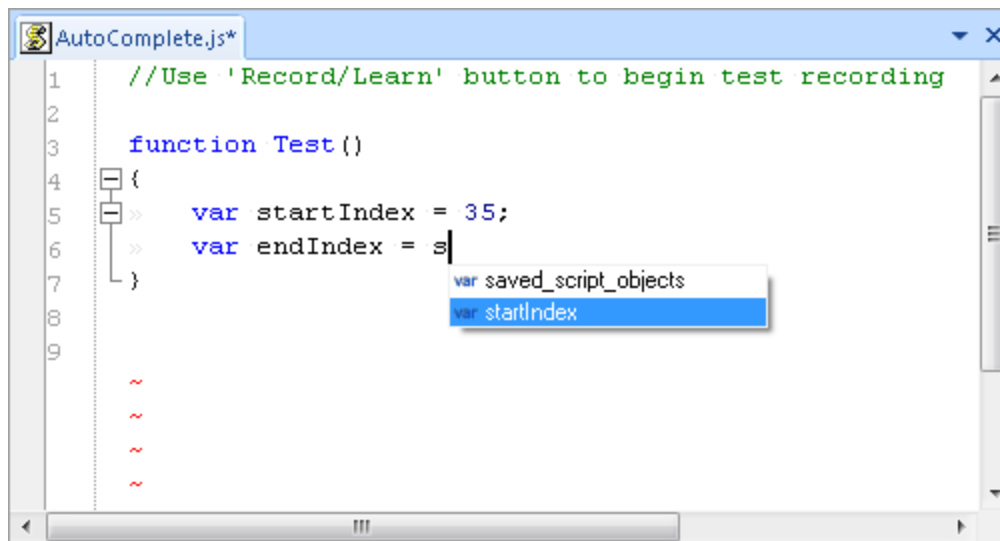 AutoComplete.js*
1 //Use 'Record/Learn' button to begin test recording
2
3 function Test()
4 {
5 var startIndex = 35;
6 var endIndex = s
var saved_script_objects
7 }
var startIndex
8
9
~
~
~
~